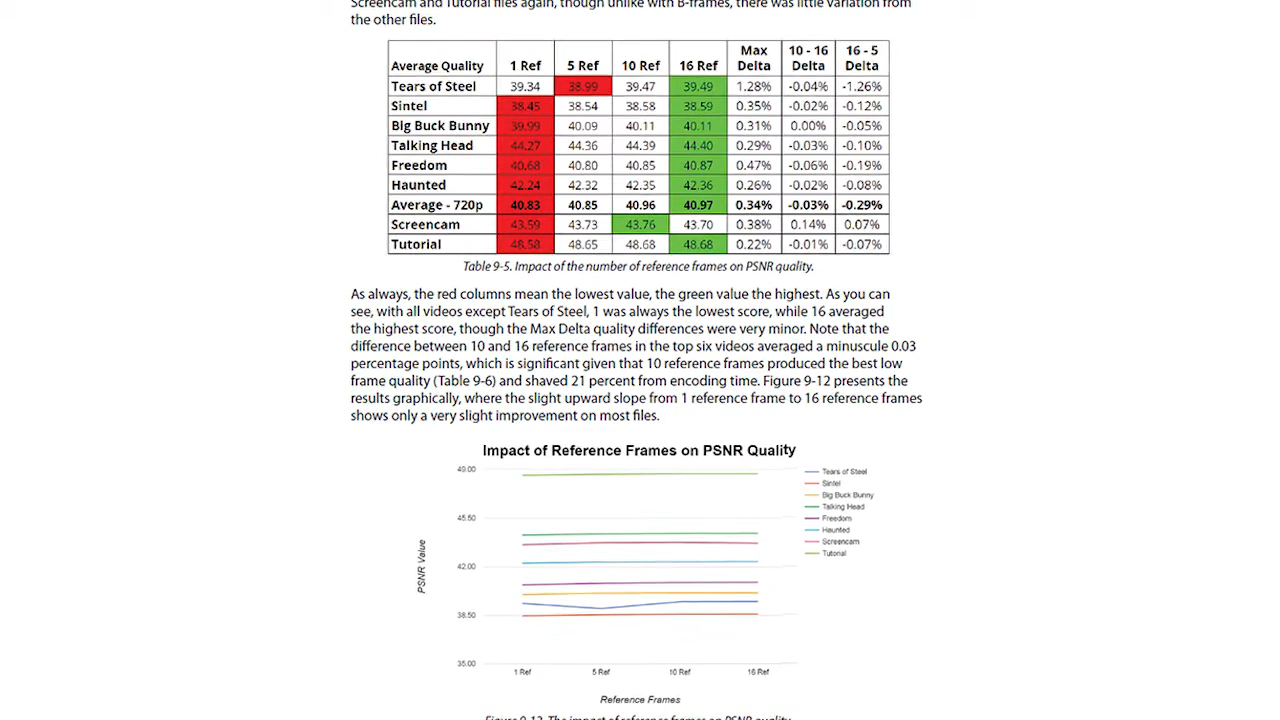 Screencam and Tutorial files again, though unlike with B-frames, there was little variation from
the other files.
Average Quality 1 Ref 5 Ref 10 Ref 16 Ref Max Delta 10 - 16 Delta 16 - 5 Delta
Tears of Steel 39.34 38.99 39.47 39.49 1.28% -0.04% -1.26%
Sintel 38.45 38.54 38.58 38.59 0.35% -0.02% -0.12%
Big Buck Bunny 39.99 40.09 40.11 40.11 0.31% 0.00% -0.05%
Talking Head 44.27 44.36 44.39 44.40 0.29% -0.03% -0.10%
Freedom 40.68 40.80 40.85 40.87 0.47% -0.06% -0.19%
Haunted 42.24 42.32 42.35 42.36 0.26% -0.02% -0.08%
Average - 720p 40.83 40.85 40.96 40.97 0.34% -0.03% -0.29%
Screencam 43.59 43.73 43.76 43.70 0.38% 0.14% 0.07%
Tutorial 48.58 48.65 48.68 48.68 0.22% -0.01% -0.07%
Table 9-5. Impact of the number of reference frames on PSNR quality.
As always, the red columns mean the lowest value, the green value the highest. As you can
see, with all videos except Tears of Steel, 1 was always the lowest score, while 16 averaged
the highest score, though the Max Delta quality differences were very minor. Note that the
difference between 10 and 16 reference frames in the top six videos averaged a minuscule 0.03
percentage points, which is significant given that 10 reference frames produced the best low
frame quality (Table 9-6) and shaved 21 percent from encoding time. Figure 9-12 presents the
results graphically, where the slight upward slope from 1 reference frame to 16 reference frames
shows only a very slight improvement on most files.
Impact of Reference Frames on PSNR Quality
49.00
45.50
42.00
38.50
35.00
PSNR Value
1 Ref 5 Ref 10 Ref 16 Ref
Reference Frames
Tears of Steel
Sintel
Big Buck Bunny
Talking Head
Freedom
Haunted
Screencam
Tutorial
Figure 9-12. The impact of reference frames on PSNR quality.